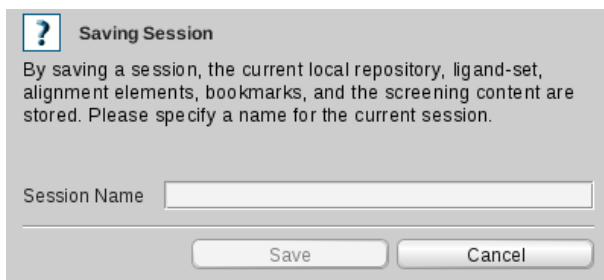 ?
Saving Session
By saving a session, the current local repository, ligand-set,
alignment elements, bookmarks, and the screening content are
stored. Please specify a name for the current session.
Session Name
Save Cancel